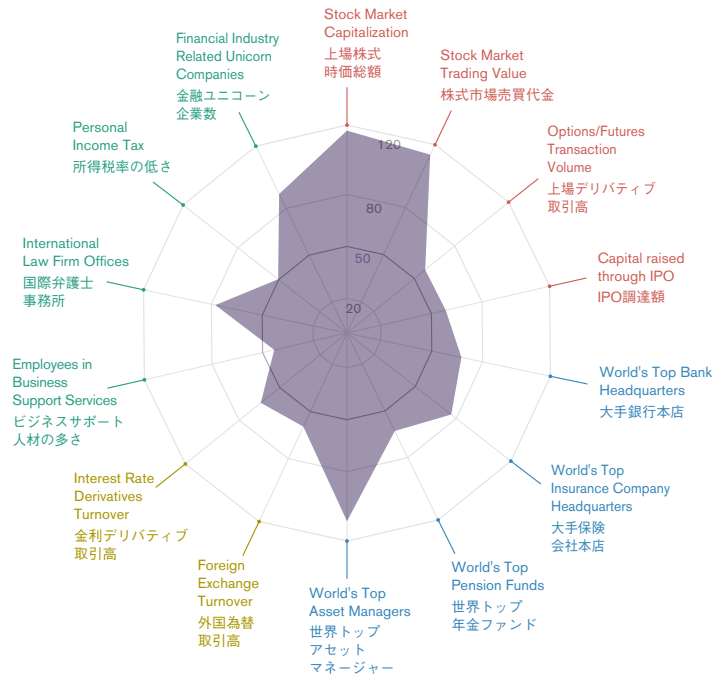 Stock Market
Capitalization
上場株式
時価総額
Stock Market
Trading Value
株式市場売買代金
Options/Futures
Transaction
Volume
上場デリバティブ
取引高
Capital raised
through IPO
IPO調達額
World's Top Bank
Headquarters
大手銀行本店
World's Top
Insurance Company
Headquarters
大手保険
会社本店
World's Top
Pension Funds
世界トップ
年金ファンド
World's Top
Asset Managers
世界トップ
アセット
マネージャー
Foreign
Exchange
Turnover
外国為替
取引高
Interest Rate
Derivatives
Turnover
金利デリバティブ
取引高
Employees in
Business
Support Services
ビジネスサポート
人材の多さ
International
Law Firm Offices
国際弁護士
事務所
Personal
Income Tax
所得税率の低さ
Financial Industry
Related Unicorn
Companies
金融ユニコーン
企業数
120
80
50
20